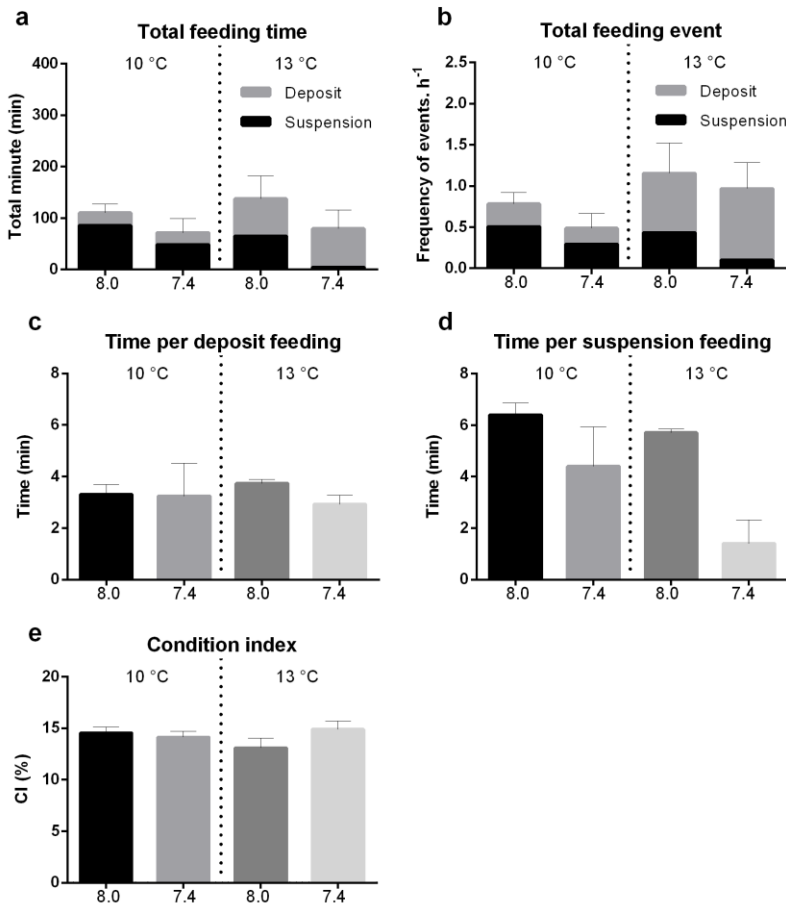 a
Total feeding time
10 °C
13 °C
Total minute (min)
400
300
200
100
0
Deposit
Suspension
8.0 7.4 8.0 7.4
b
Total feeding event
10 °C
13 °C
Frequency of events. h⁻¹
2.5
2.0
1.5
1.0
0.5
0.0
Deposit
Suspension
8.0 7.4 8.0 7.4
c
Time per deposit feeding
10 °C
13 °C
Time (min)
8
6
4
2
0
8.0 7.4 8.0 7.4
d
Time per suspension feeding
10 °C
13 °C
Time (min)
8
6
4
2
0
8.0 7.4 8.0 7.4
e
Condition index
10 °C
13 °C
CI (%)
20
15
10
5
0
8.0 7.4 8.0 7.4